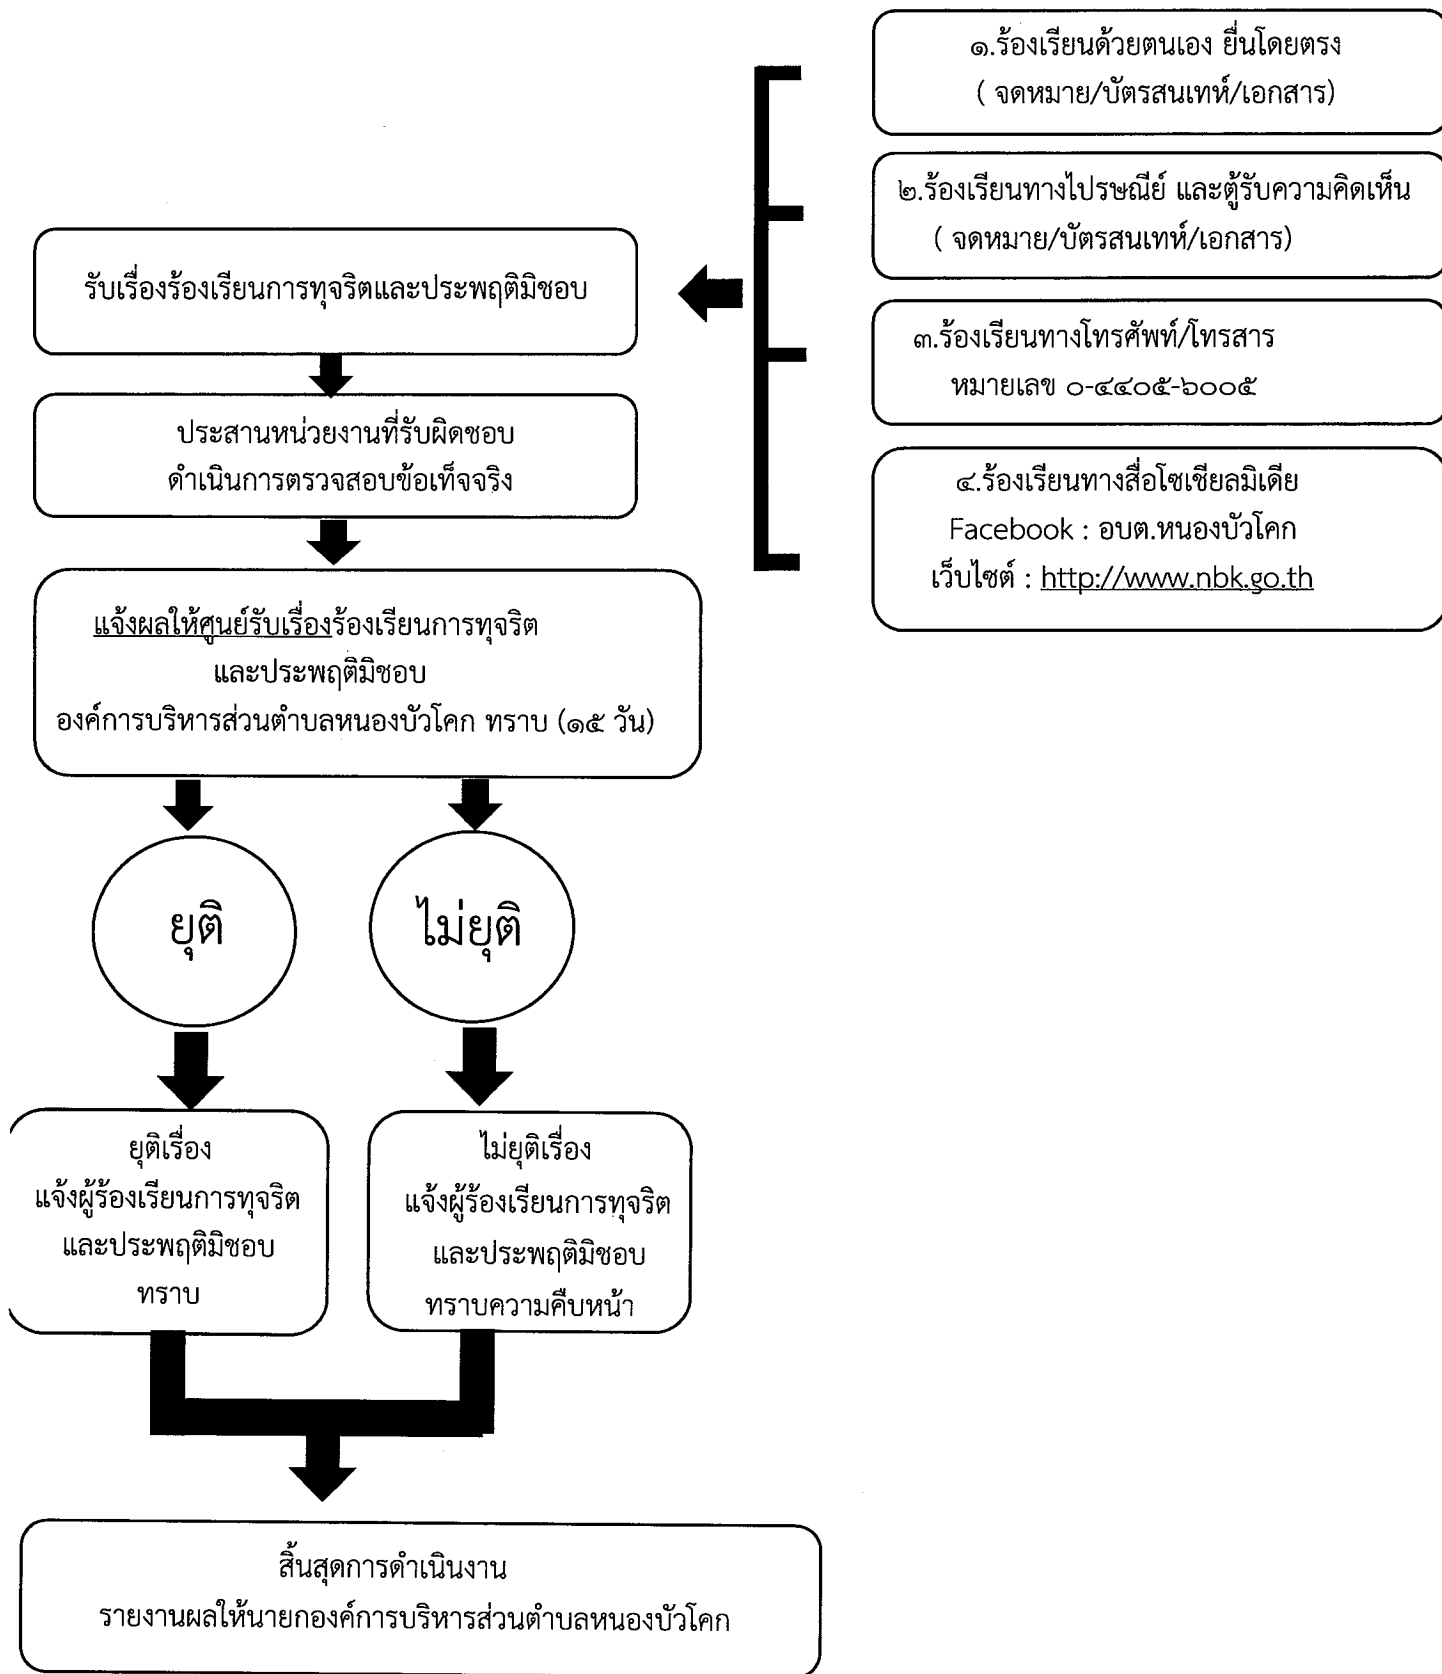 ๑.ร้องเรียนด้วยตนเอง ยื่นโดยตรง
( จดหมาย/บัตรสนเทห์/เอกสาร)
๒.ร้องเรียนทางไปรษณีย์ และตู้รับความคิดเห็น
( จดหมาย/บัตรสนเทห์/เอกสาร)
๓.ร้องเรียนทางโทรศัพท์/โทรสาร
หมายเลข ๐-๔๔๐๕-๖๐๐๕
๔.ร้องเรียนทางสื่อโซเชียลมิเดีย
Facebook : อบต.หนองบัวโคก
เว็บไซต์ : http://www.nbk.go.th
รับเรื่องร้องเรียนการทุจริตและประพฤติมิชอบ
ประสานหน่วยงานที่รับผิดชอบ
ดำเนินการตรวจสอบข้อเท็จจริง
แจ้งผลให้ศูนย์รับเรื่องร้องเรียนการทุจริต
และประพฤติมิชอบ
องค์การบริหารส่วนตำบลหนองบัวโคก ทราบ (๑๕ วัน)
ยุติ
ไม่ยุติ
ยุติเรื่อง
แจ้งผู้ร้องเรียนการทุจริต
และประพฤติมิชอบ
ทราบ
ไม่ยุติเรื่อง
แจ้งผู้ร้องเรียนการทุจริต
และประพฤติมิชอบ
ทราบความคืบหน้า
สิ้นสุดการดำเนินงาน
รายงานผลให้นายกองค์การบริหารส่วนตำบลหนองบัวโคก